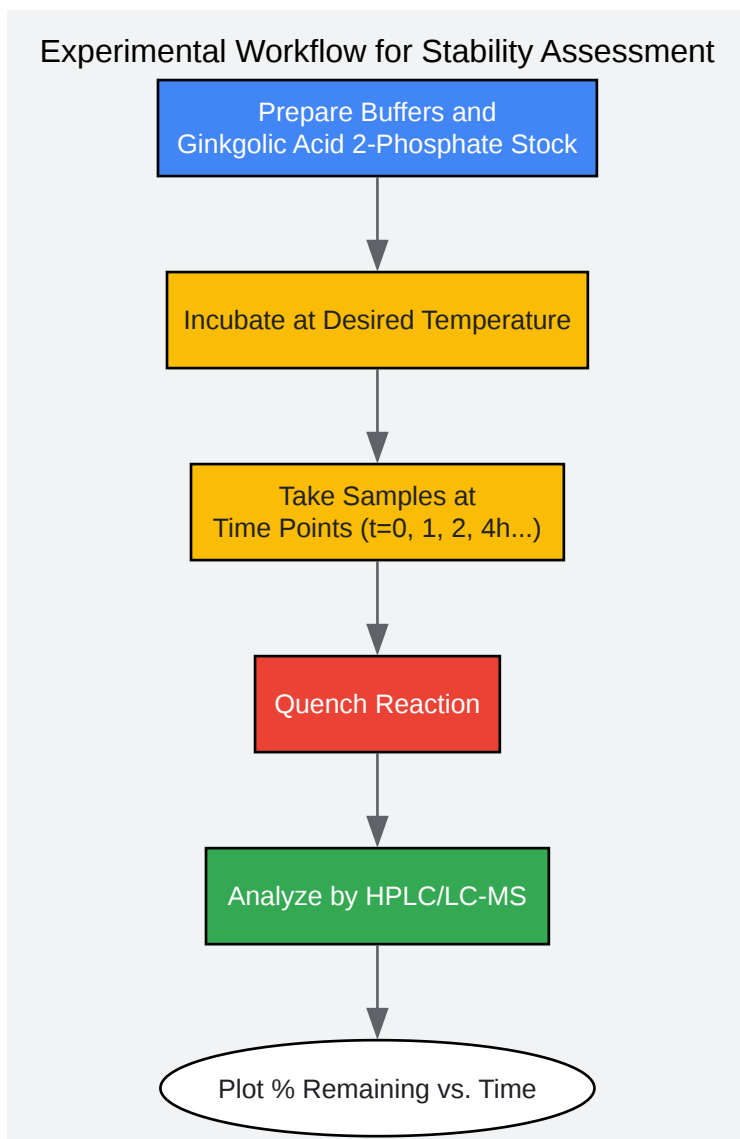 Experimental Workflow for Stability Assessment
Prepare Buffers and
Ginkgolic Acid 2-Phosphate Stock
Incubate at Desired Temperature
Take Samples at
Time Points (t=0, 1, 2, 4h...)
Quench Reaction
Analyze by HPLC/LC-MS
Plot % Remaining vs. Time